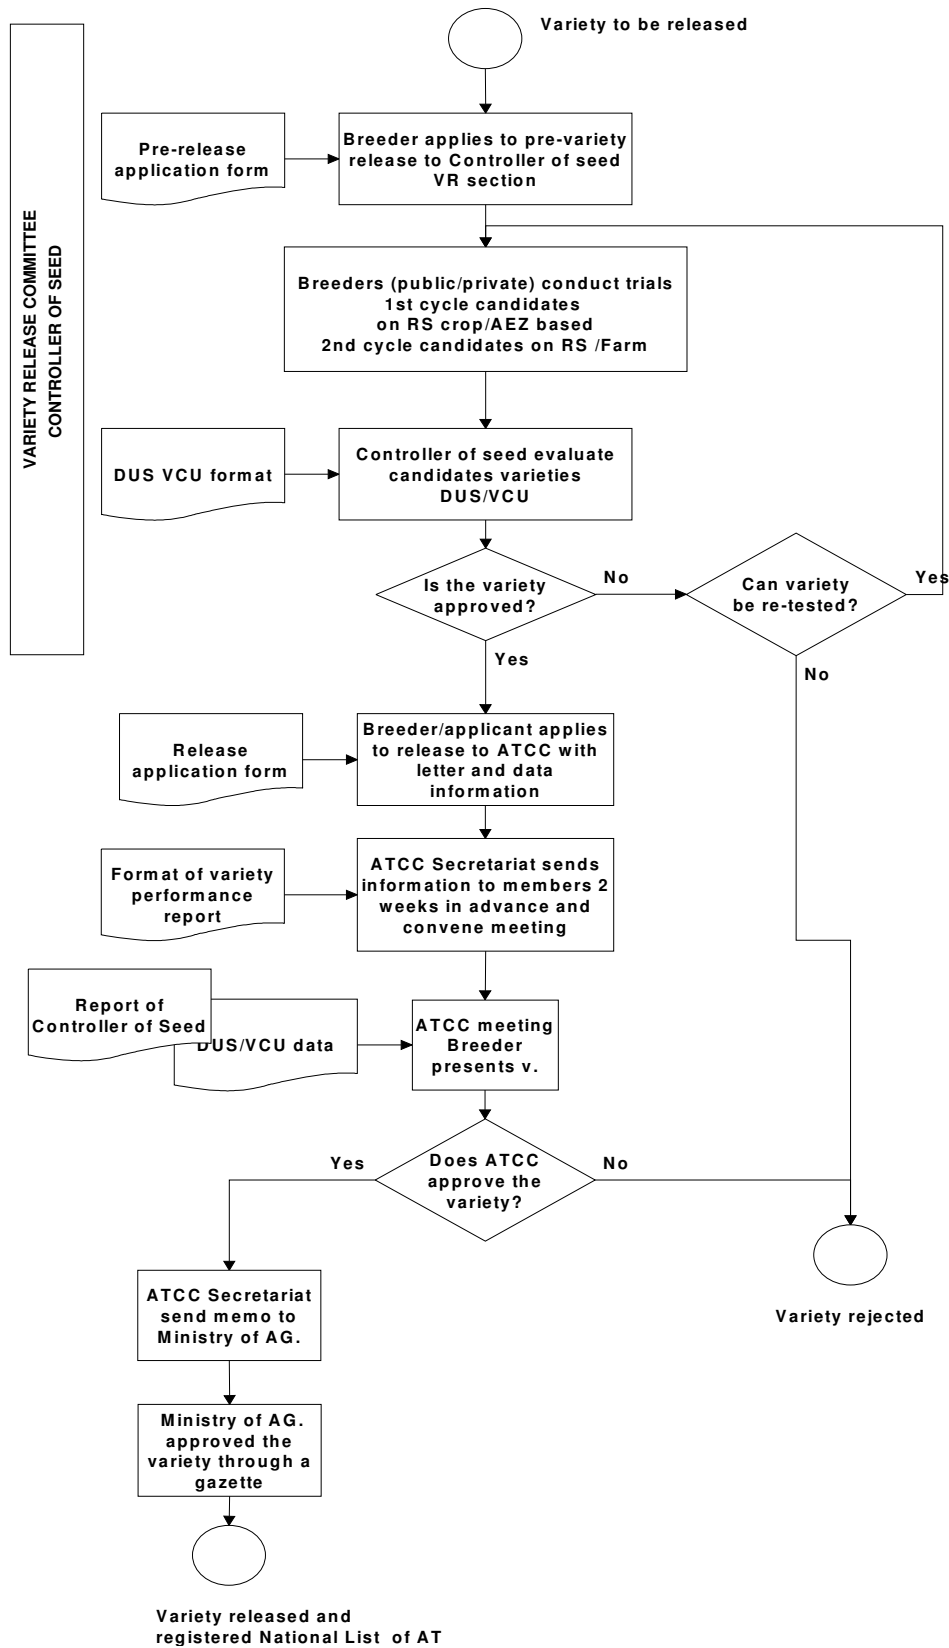 Variety to be released
VARIETY RELEASE COMMITTEE
CONTROLLER OF SEED
Pre-release
application form
Breeder applies to pre-variety
release to Controller of seed
VR section
Breeders (public/private) conduct trials
1st cycle candidates
on RS crop/AEZ based
2nd cycle candidates on RS /Farm
DUS VCU format
Controller of seed evaluate
candidates varieties
DUS/VCU
Is the variety
approved?
No
Can variety
be re-tested?
Yes
Yes
No
Release
application form
Breeder/applicant applies
to release to ATCC with
letter and data
information
Format of variety
performance
report
ATCC Secretariat sends
information to members 2
weeks in advance and
convene meeting
Report of
Controller of Seed
DUS/VCU data
ATCC meeting
Breeder
presents v.
Does ATCC
approve the
variety?
Yes
No
ATCC Secretariat
send memo to
Ministry of AG.
Variety rejected
Ministry of AG.
approved the
variety through a
gazette
Variety released and
registered National List of AT